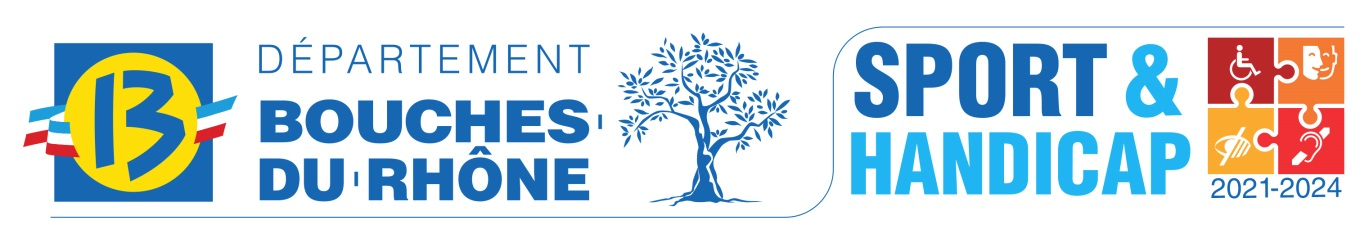 13
DÉPARTEMENT
BOUCHES-
DU-RHÔNE
SPORT &
HANDICAP
2021-2024